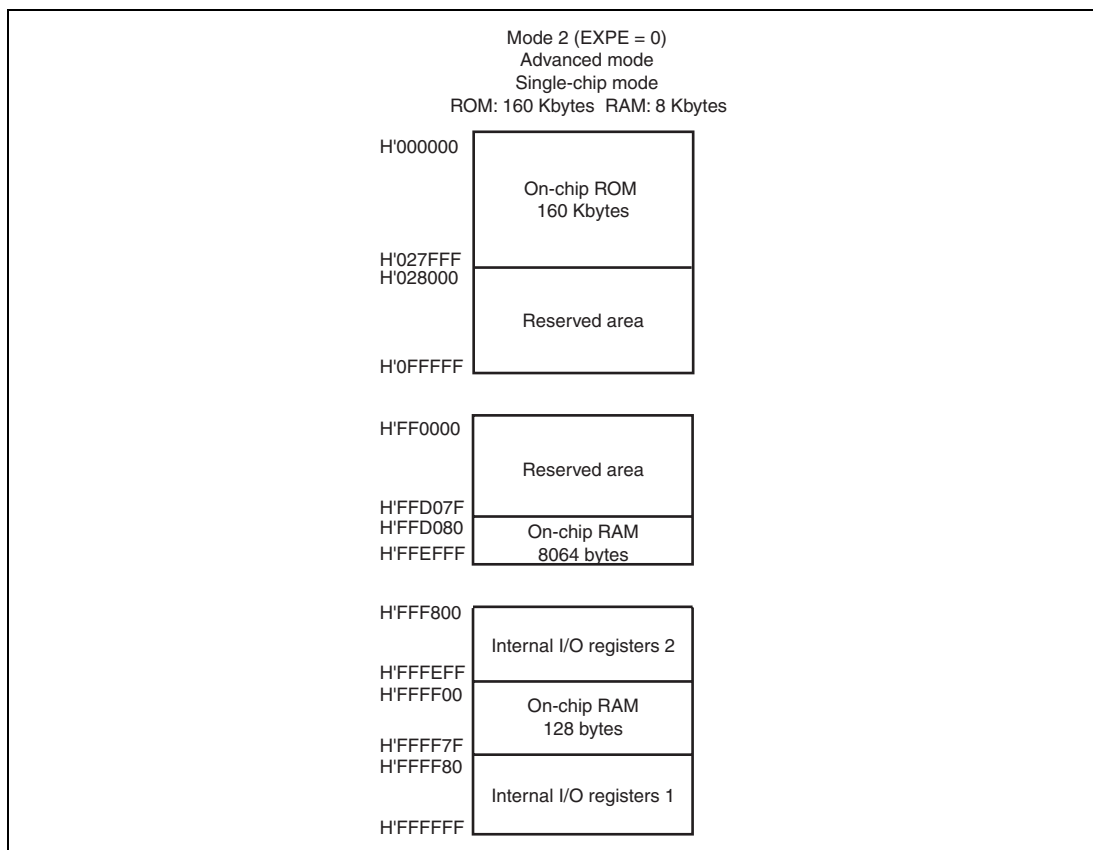 Mode 2 (EXPE = 0)
Advanced mode
Single-chip mode
ROM: 160 Kbytes  RAM: 8 Kbytes
H'000000
On-chip ROM
160 Kbytes
H'027FFF
H'028000
Reserved area
H'0FFFFF
H'FF0000
Reserved area
H'FFD07F
H'FFD080
On-chip RAM
8064 bytes
H'FFEFFF
H'FFF800
Internal I/O registers 2
H'FFFEFF
H'FFFF00
On-chip RAM
128 bytes
H'FFFF7F
H'FFFF80
Internal I/O registers 1
H'FFFFFF